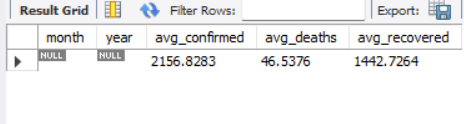 Result Grid Filter Rows: Export:
month year avg_confirmed avg_deaths avg_recovered
NULL NULL 2156.8283 46.5376 1442.7264